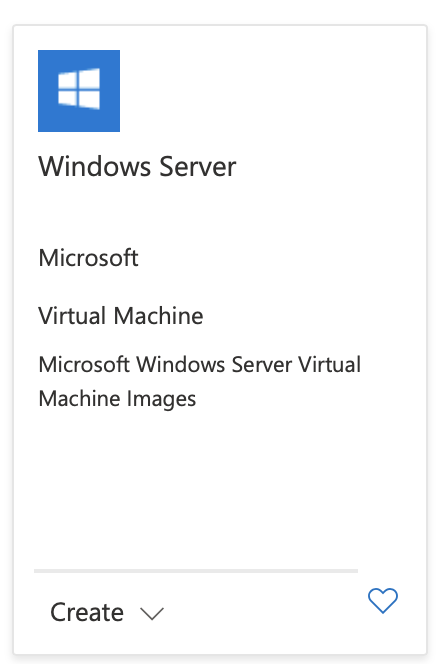 Windows Server
Microsoft
Virtual Machine
Microsoft Windows Server Virtual
Machine Images
Create